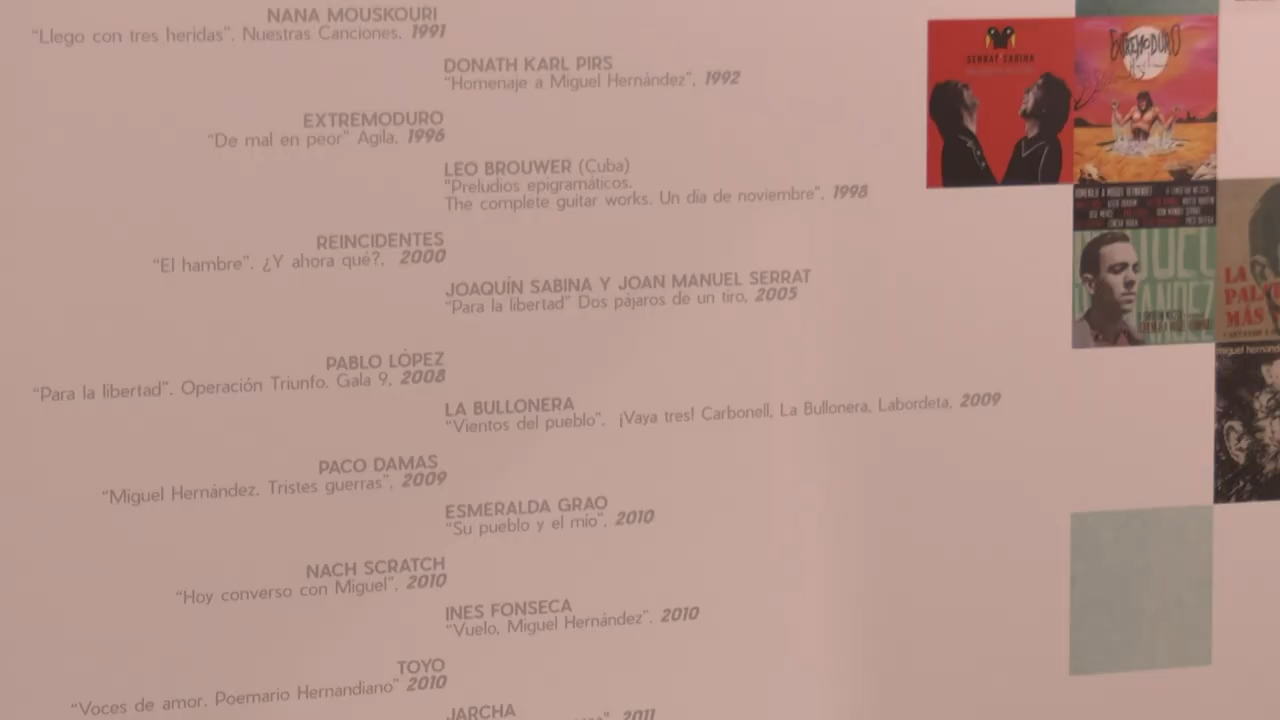 NANA MOUSKOURI
“Llego con tres heridas”. Nuestras Canciones. 1991
DONATH KARL PIRS
“Homenaje a Miguel Hernández”, 1992
EXTREMODURO
“De mal en peor” Agila. 1996
LEO BROUWER (Cuba)
“Preludios epigramáticos.
The complete guitar works. Un día de noviembre”. 1998
REINCIDENTES
“El hambre”. ¿Y ahora qué?. 2000
JOAQUÍN SABINA Y JOAN MANUEL SERRAT
“Para la libertad” Dos pájaros de un tiro, 2005
PABLO LÓPEZ
“Para la libertad”. Operación Triunfo. Gala 9, 2008
LA BULLONERA
“Vientos del pueblo”. ¡Vaya tres! Carbonell, La Bullonera, Labordeta, 2009
PACO DAMAS
“Miguel Hernández. Tristes guerras”, 2009
ESMERALDA GRAO
“Su pueblo y el mío”. 2010
NACH SCRATCH
“Hoy converso con Miguel”. 2010
INES FONSECA
“Vuelo, Miguel Hernández”. 2010
TOYO
“Voces de amor. Poemario Hernandiano” 2010
JARCHA
2011
SERRAT SABINA
EXTREMODURO
HOMENAJE A MIGUEL HERNANDEZ
LA
MÁS
miguel hernand